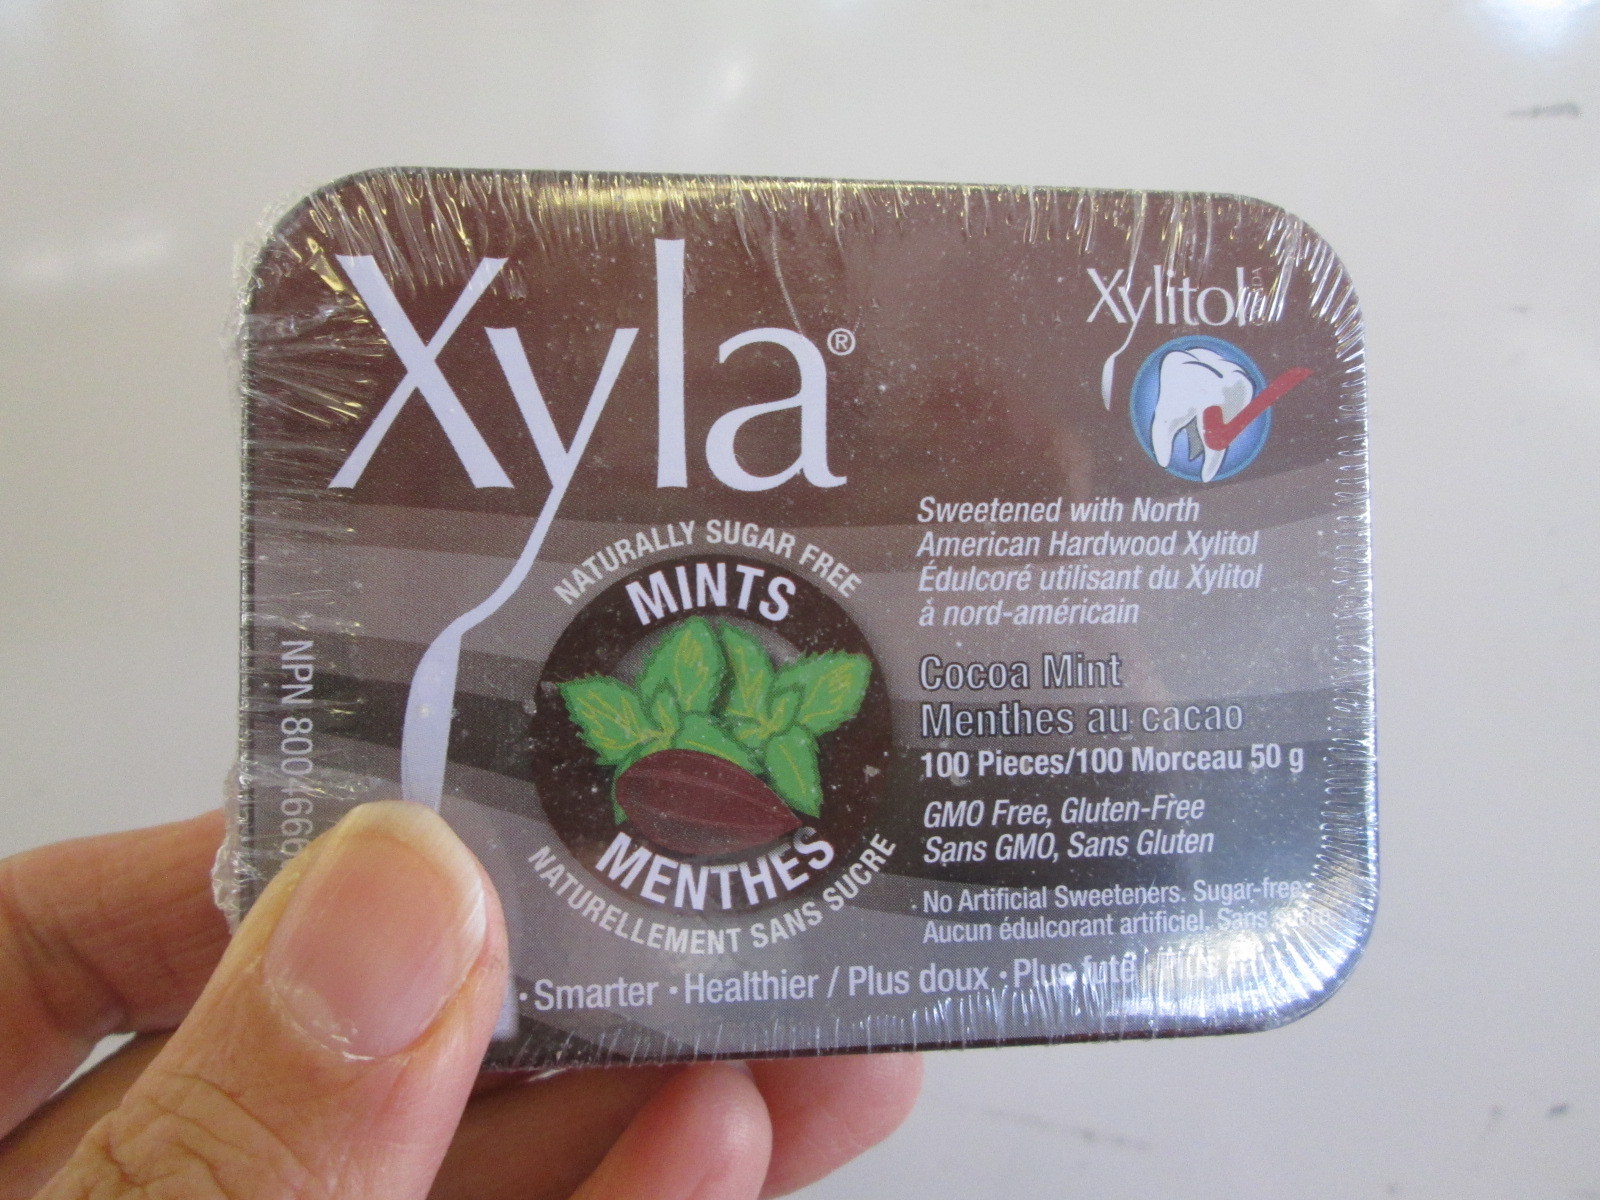 Xyla®
Xylitol
NATURALLY SUGAR FREE
MINTS
MENTHES
NATURELLEMENT SANS SUCRE
Sweetened with North
American Hardwood Xylitol
Édulcoré utilisant du Xylitol
à nord-américain
Cocoa Mint
Menthes au cacao
100 Pieces/100 Morceau 50 g
GMO Free, Gluten-Free
Sans GMO, Sans Gluten
No Artificial Sweeteners. Sugar-free
Aucun édulcorant artificiel. Sans sucre
· Smarter · Healthier / Plus doux · Plus futé
NPN